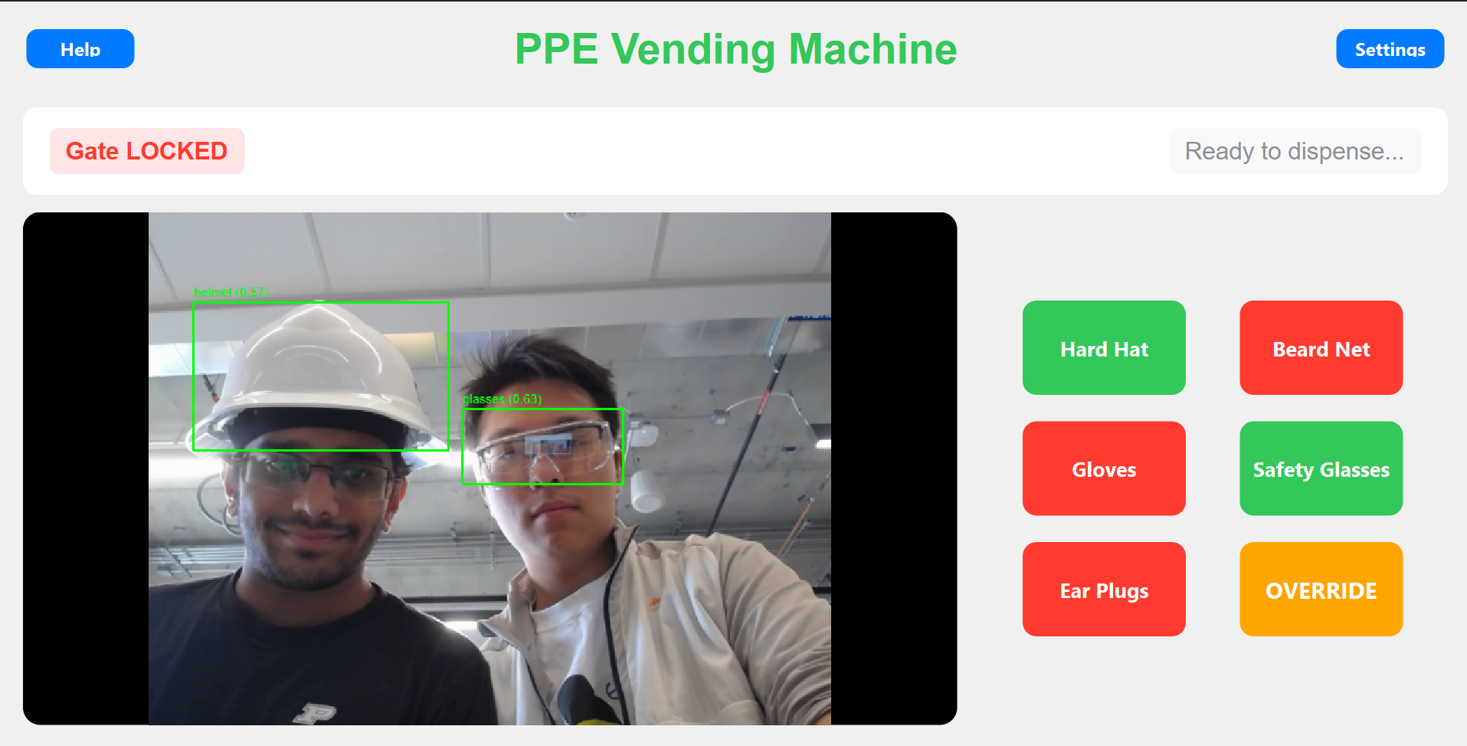 Help
PPE Vending Machine
Settings
Gate LOCKED
Ready to dispense...
helmet (0.57)
glasses (0.63)
P
Hard Hat
Beard Net
Gloves
Safety Glasses
Ear Plugs
OVERRIDE